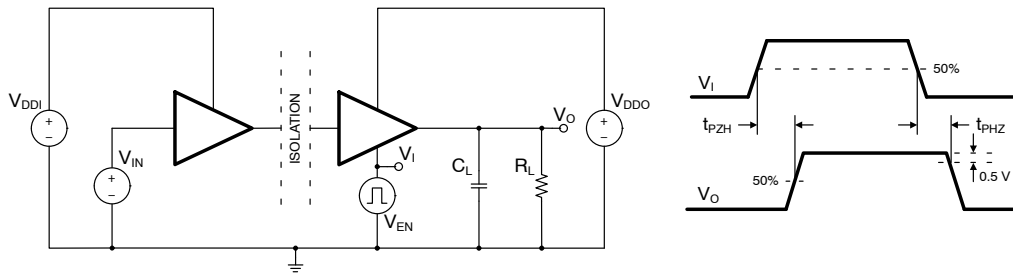 V_DDI
V_IN
ISOLATION
V_I
V_EN
C_L
R_L
V_O
V_DDO
V_I
50%
t_PZH
t_PHZ
0.5 V
50%
V_O